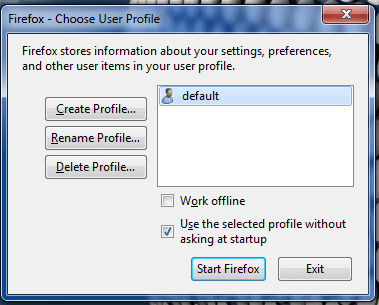 Firefox - Choose User Profile
Firefox stores information about your settings, preferences,
and other user items in your user profile.
Create Profile...
default
Rename Profile...
Delete Profile...
Work offline
Use the selected profile without
asking at startup
Start Firefox
Exit